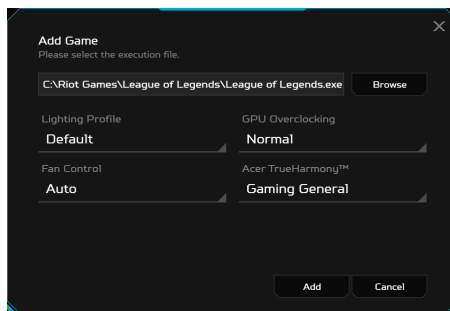 Add Game
Please select the execution file.
C:\Riot Games\League of Legends\League of Legends.exe
Browse
Lighting Profile
GPU Overclocking
Default
Normal
Fan Control
Acer TrueHarmony™
Auto
Gaming General
Add
Cancel